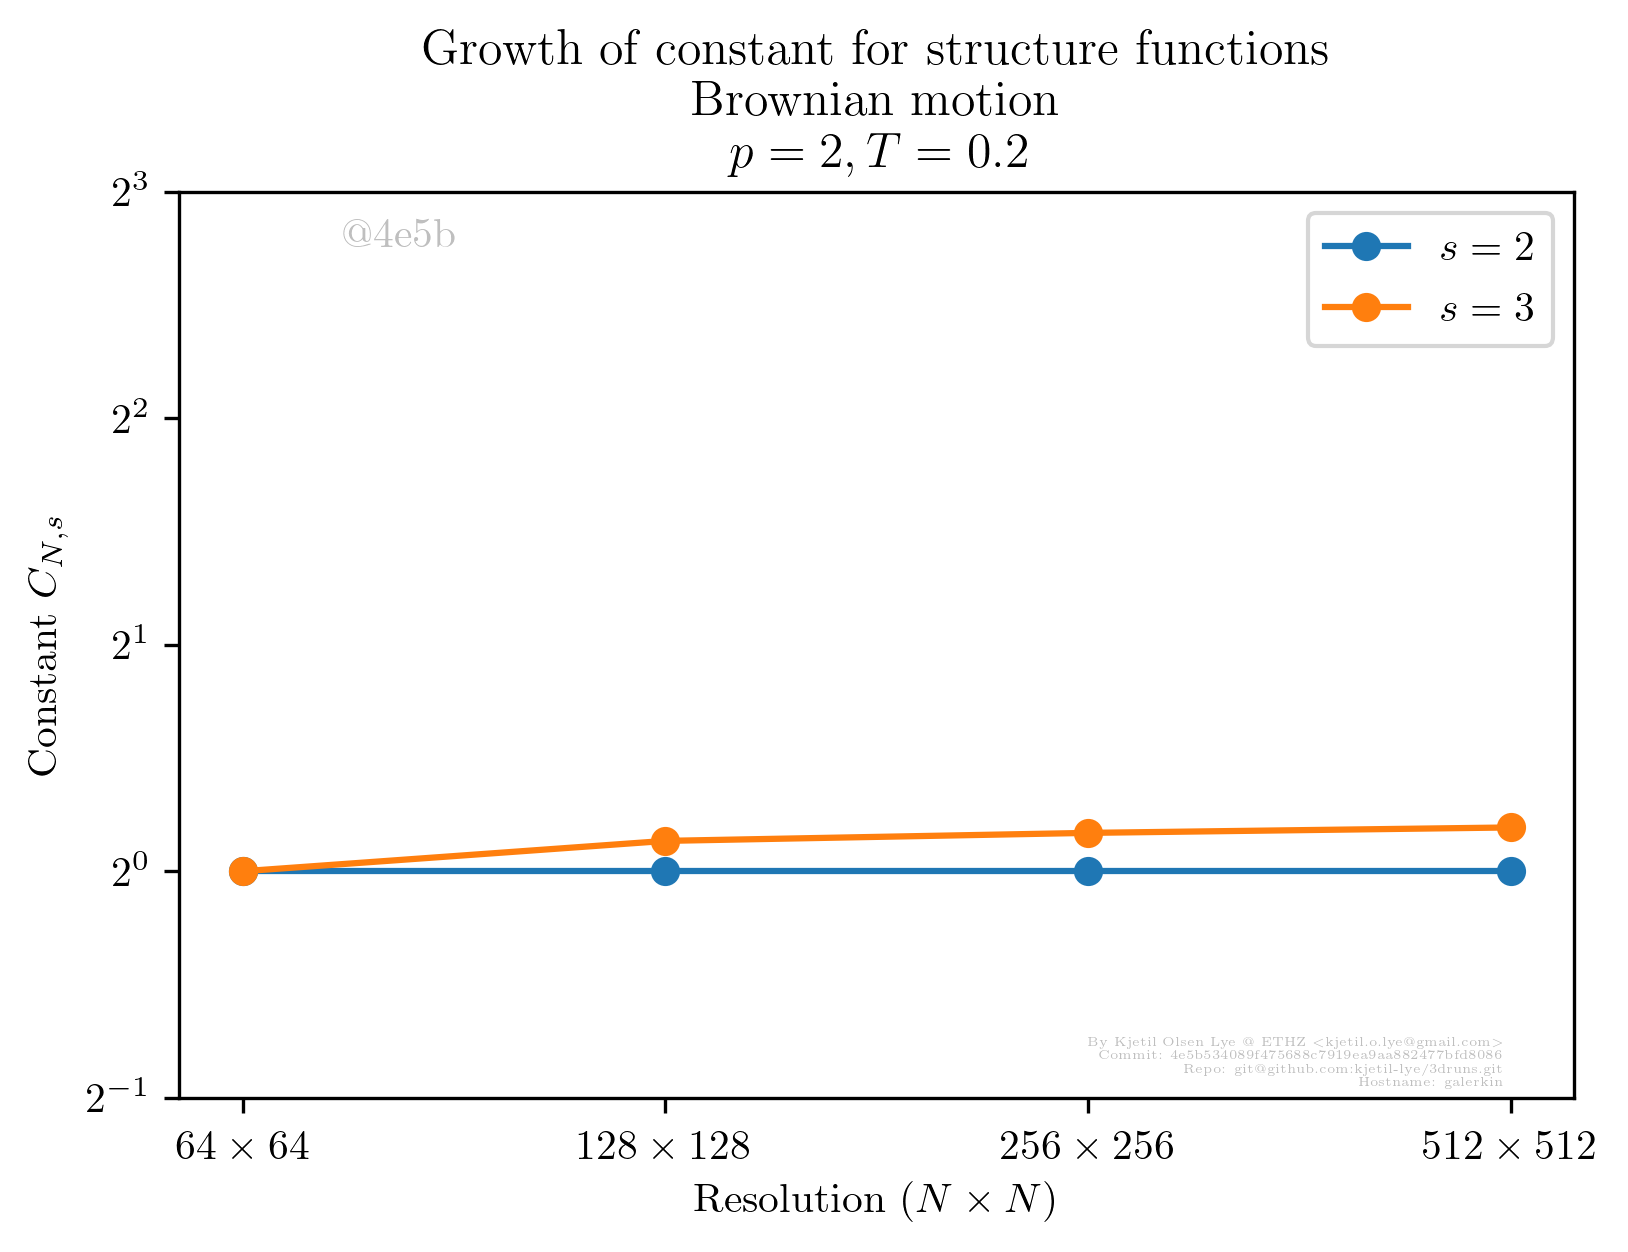 Growth of constant for structure functions
Brownian motion
p = 2, T = 0.2
2^3
@4e5b
s = 2
s = 3
2^2
2^1
2^0
2^{-1}
Constant C_{N,s}
By Kjetil Olsen Lye @ ETHZ <kjetil.o.lye@gmail.com>
Commit: 4e5b534089f475688c7919ea9aa882477bfd8086
Repo: git@github.com:kjetil-lye/3druns.git
Hostname: galerkin
64 × 64 128 × 128 256 × 256 512 × 512
Resolution (N × N)